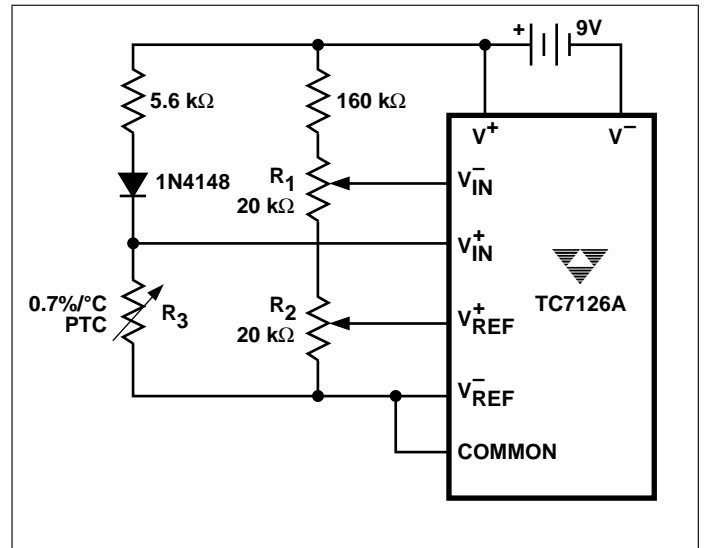 + 9V
5.6 kΩ
160 kΩ
V+ V−
1N4148
R1
20 kΩ
V−IN
V+IN
0.7%/°C
PTC
R3
R2
20 kΩ
V+REF
TC7126A
V−REF
COMMON